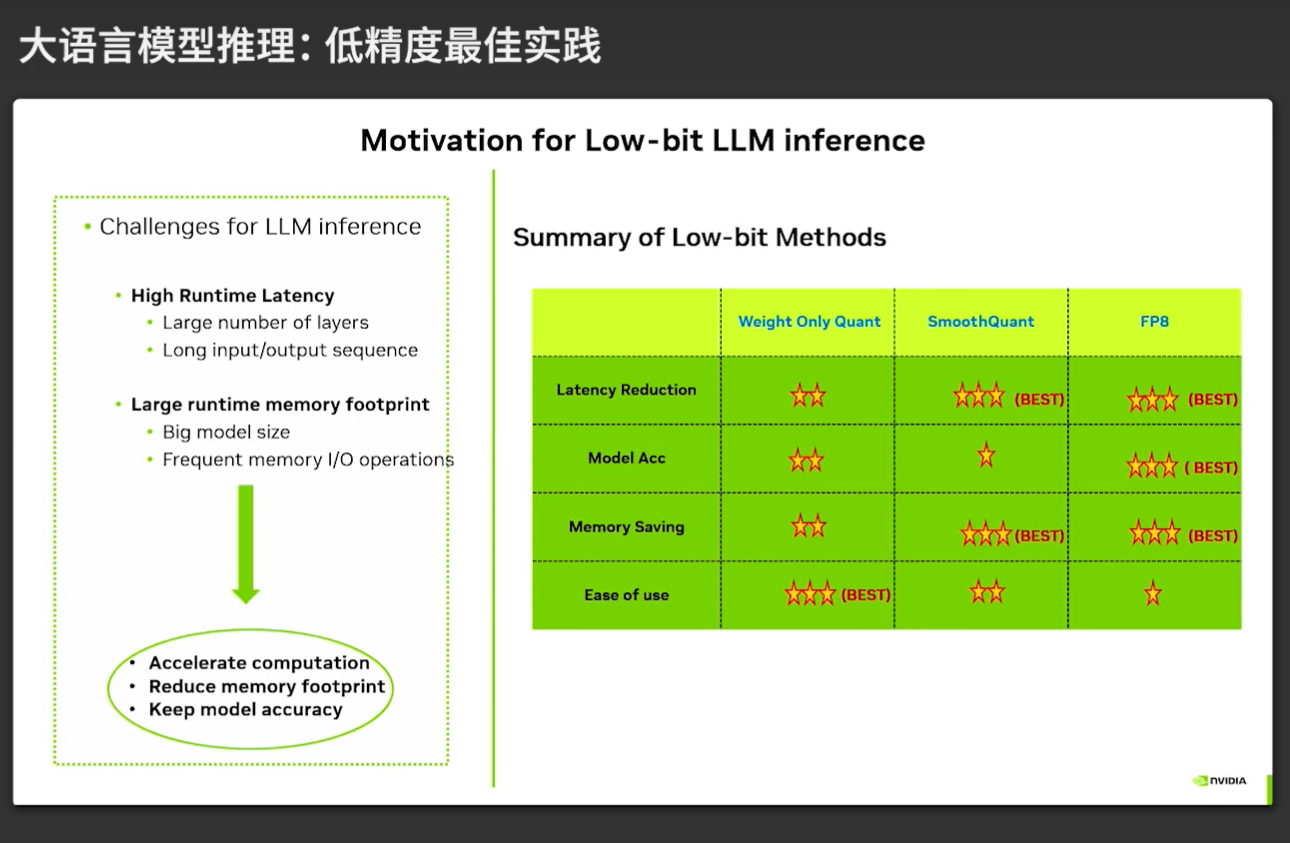 大语言模型推理：低精度最佳实践
Motivation for Low-bit LLM inference
• Challenges for LLM inference
• High Runtime Latency
• Large number of layers
• Long input/output sequence
• Large runtime memory footprint
• Big model size
• Frequent memory I/O operations
• Accelerate computation
• Reduce memory footprint
• Keep model accuracy
Summary of Low-bit Methods
Weight Only Quant SmoothQuant FP8
Latency Reduction (BEST) (BEST)
Model Acc ( BEST)
Memory Saving (BEST) (BEST)
Ease of use (BEST)
NVIDIA